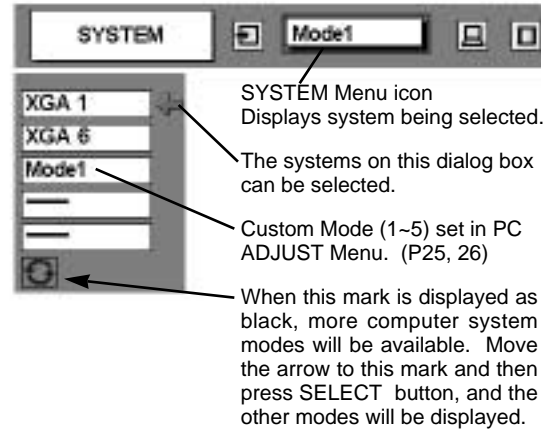 SYSTEM
Mode1
XGA 1
XGA 6
Mode1
SYSTEM Menu icon
Displays system being selected.
The systems on this dialog box
can be selected.
Custom Mode (1~5) set in PC
ADJUST Menu. (P25, 26)
When this mark is displayed as
black, more computer system
modes will be available. Move
the arrow to this mark and then
press SELECT button, and the
other modes will be displayed.